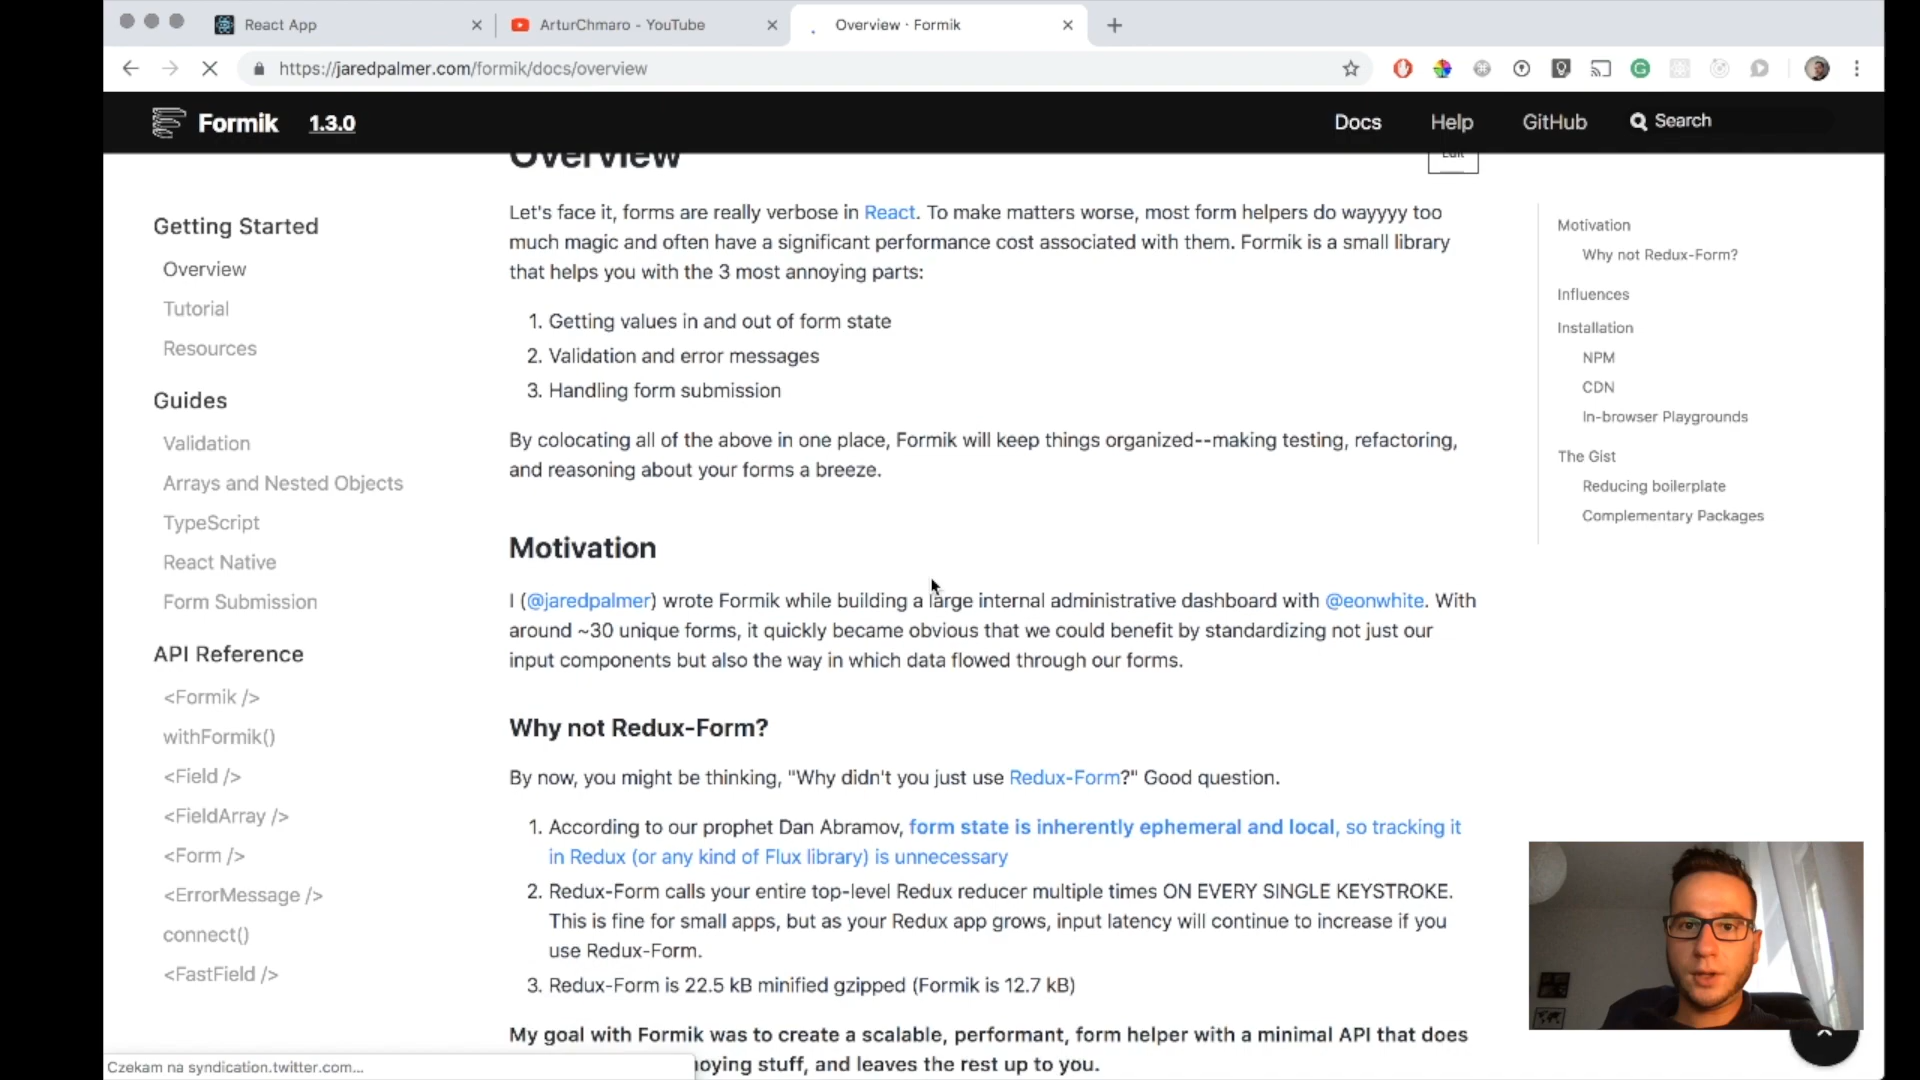 React App
ArturChmaro - YouTube
Overview · Formik
https://jaredpalmer.com/formik/docs/overview
Formik 1.3.0
Docs
Help
GitHub
Search
Overview
Edit
Getting Started
Overview
Tutorial
Resources
Guides
Validation
Arrays and Nested Objects
TypeScript
React Native
Form Submission
API Reference
<Formik />
withFormik()
<Field />
<FieldArray />
<Form />
<ErrorMessage />
connect()
<FastField />
Let's face it, forms are really verbose in React. To make matters worse, most form helpers do wayyyy too
much magic and often have a significant performance cost associated with them. Formik is a small library
that helps you with the 3 most annoying parts:
1. Getting values in and out of form state
2. Validation and error messages
3. Handling form submission
By colocating all of the above in one place, Formik will keep things organized--making testing, refactoring,
and reasoning about your forms a breeze.
Motivation
I (@jaredpalmer) wrote Formik while building a large internal administrative dashboard with @eonwhite. With
around ~30 unique forms, it quickly became obvious that we could benefit by standardizing not just our
input components but also the way in which data flowed through our forms.
Why not Redux-Form?
By now, you might be thinking, "Why didn't you just use Redux-Form?" Good question.
1. According to our prophet Dan Abramov, form state is inherently ephemeral and local, so tracking it
in Redux (or any kind of Flux library) is unnecessary
2. Redux-Form calls your entire top-level Redux reducer multiple times ON EVERY SINGLE KEYSTROKE.
This is fine for small apps, but as your Redux app grows, input latency will continue to increase if you
use Redux-Form.
3. Redux-Form is 22.5 kB minified gzipped (Formik is 12.7 kB)
My goal with Formik was to create a scalable, performant, form helper with a minimal API that does
oying stuff, and leaves the rest up to you.
Motivation
Why not Redux-Form?
Influences
Installation
NPM
CDN
In-browser Playgrounds
The Gist
Reducing boilerplate
Complementary Packages
Czekam na syndication.twitter.com...